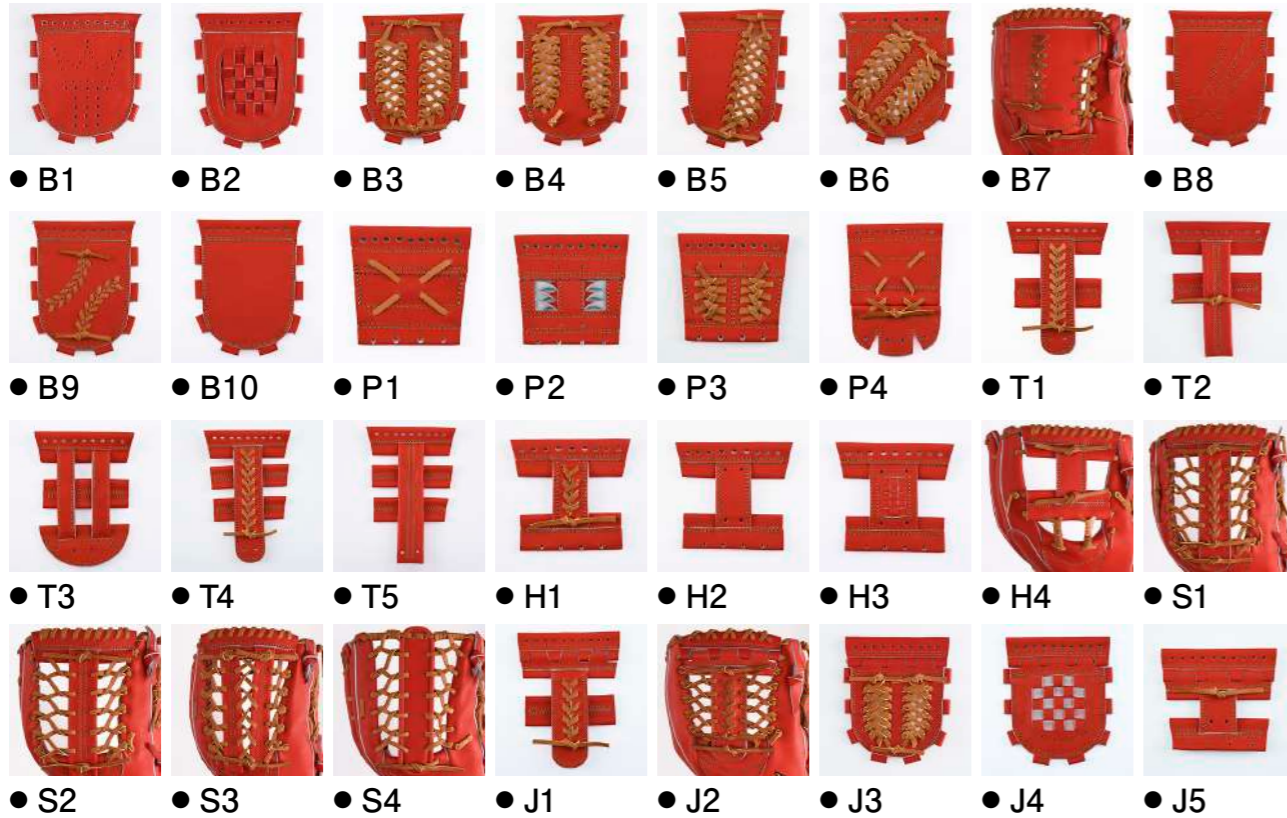 ● B1 ● B2 ● B3 ● B4 ● B5 ● B6 ● B7 ● B8
● B9 ● B10 ● P1 ● P2 ● P3 ● P4 ● T1 ● T2
● T3 ● T4 ● T5 ● H1 ● H2 ● H3 ● H4 ● S1
● S2 ● S3 ● S4 ● J1 ● J2 ● J3 ● J4 ● J5